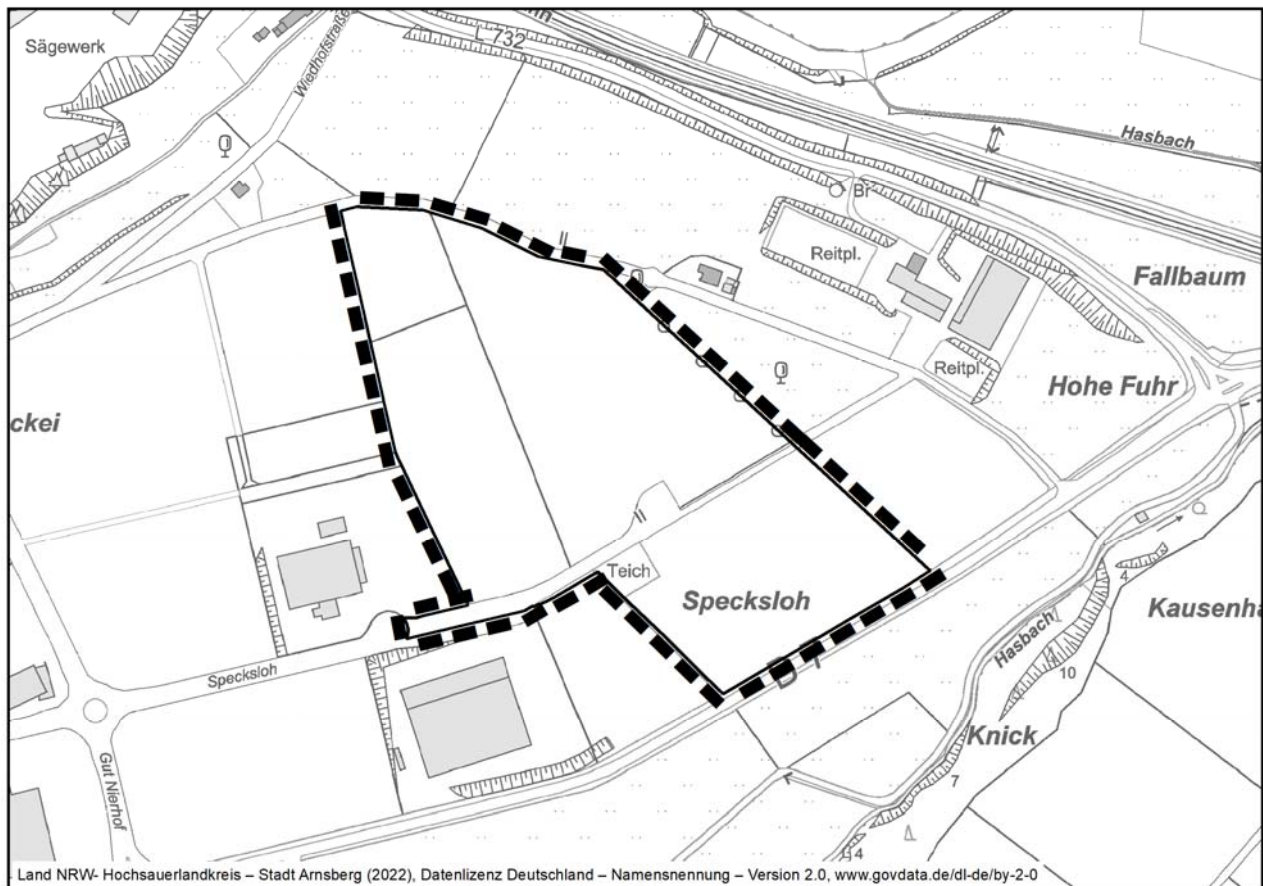 L 732
Sägewerk
Wiedhofstraße
Hasbach
Br
Reitpl.
Fallbaum
Reitpl.
Hohe Fuhr
ckei
Teich
Specksloh
4
Kausenha
Hasbach
Specksloh
10
Knick
Gut Nierhof
7
4
Land NRW- Hochsauerlandkreis – Stadt Arnsberg (2022), Datenlizenz Deutschland – Namensnennung – Version 2.0, www.govdata.de/dl-de/by-2-0